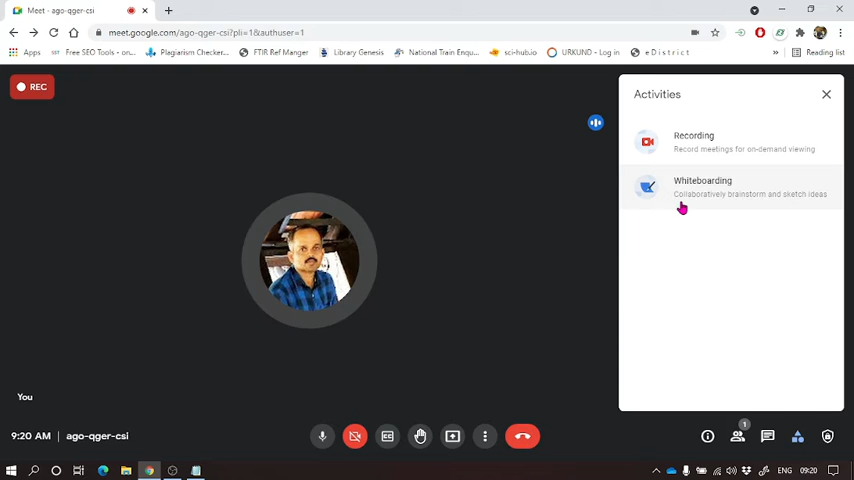 Meet - ago-qger-csi
meet.google.com/ago-qger-csi?pli=1&authuser=1
Apps
Free SEO Tools - on...
Plagiarism Checker...
FTIR Ref Manger
Library Genesis
National Train Enqu...
sci-hub.io
URKUND - Log in
e D i s t r i c t
Reading list
REC
Activities
Recording
Record meetings for on-demand viewing
Whiteboarding
Collaboratively brainstorm and sketch ideas
You
9:20 AM | ago-qger-csi
1
ENG
09:20